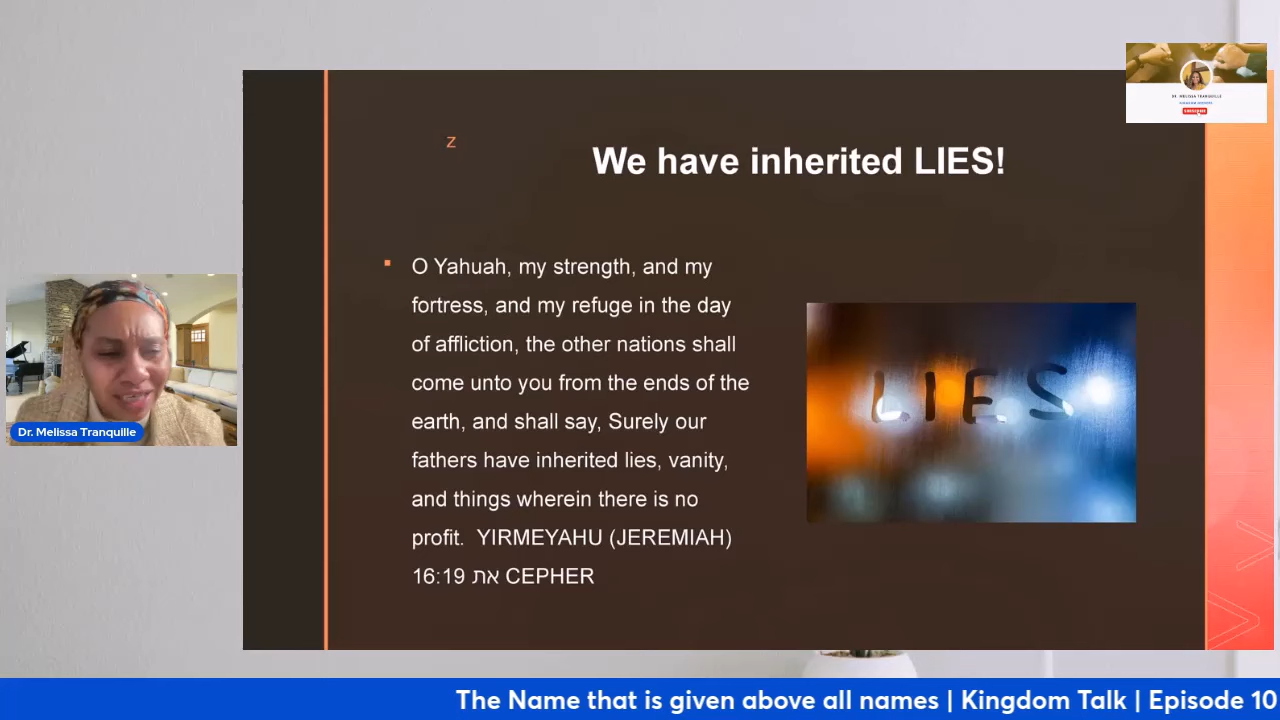 DR. MELISSA TRANQUILLE
SUBSCRIBE
z
We have inherited LIES!
O Yahuah, my strength, and my
fortress, and my refuge in the day
of affliction, the other nations shall
come unto you from the ends of the
earth, and shall say, Surely our
fathers have inherited lies, vanity,
and things wherein there is no
profit. YIRMEYAHU (JEREMIAH)
16:19 את CEPHER
LIES
Dr. Melissa Tranquille
The Name that is given above all names | Kingdom Talk | Episode 10